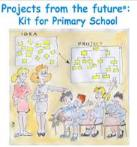 Projects from the future®:
Kit for Primary School
IDEA
PROJECT